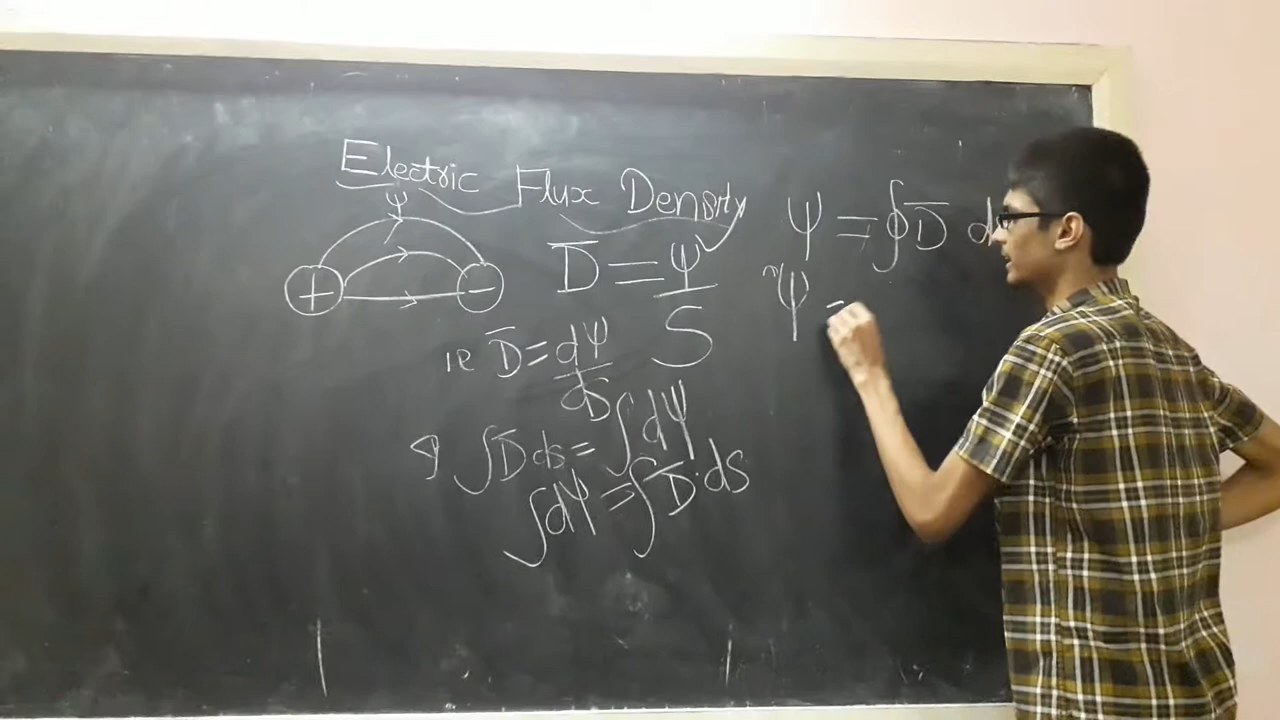 Electric Flux Density
ψ
+ −
D̅ = ψ/S
ie D̅ = dψ/dS
∫D̅ ds = ∫dψ
∫dψ = ∫D̅·ds
ψ = ∮D̅ d
ψ =